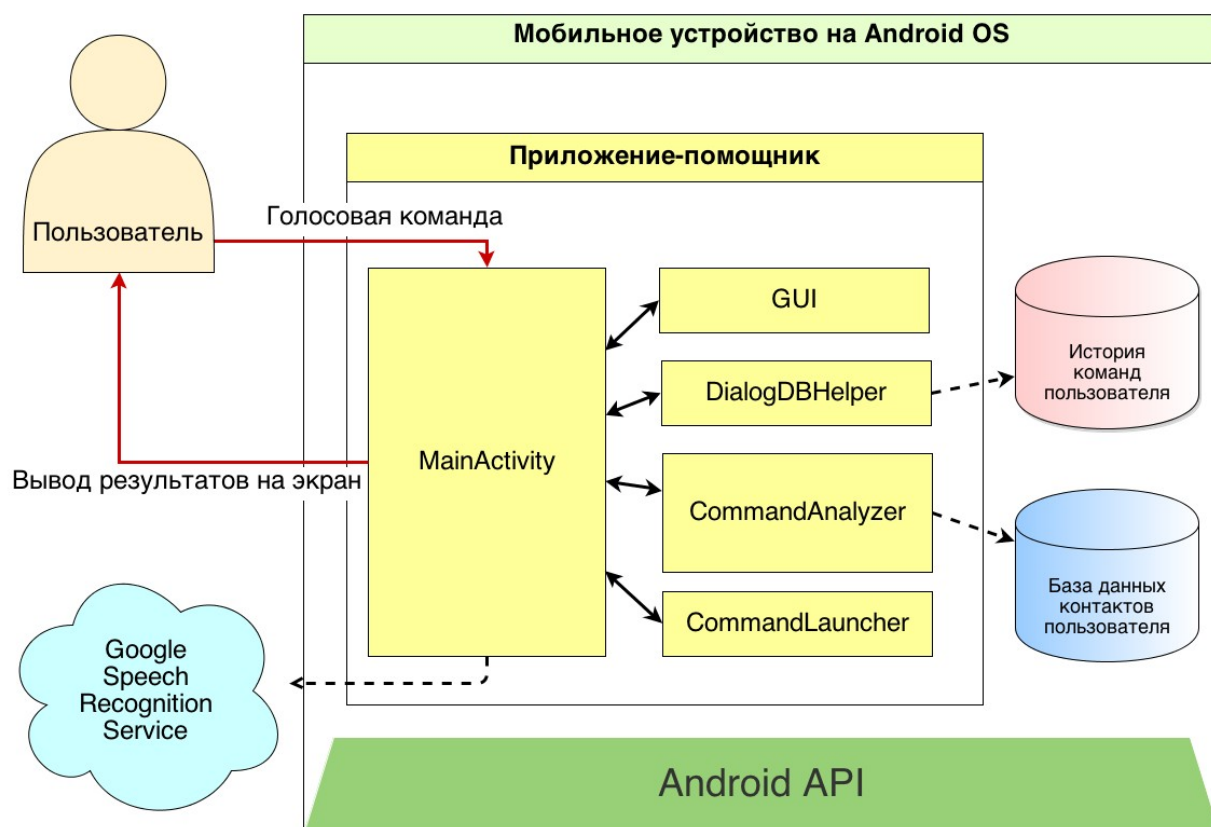 Мобильное устройство на Android OS
Приложение-помощник
Пользователь
Голосовая команда
GUI
DialogDBHelper
MainActivity
CommandAnalyzer
CommandLauncher
История
команд
пользователя
Вывод результатов на экран
База данных
контактов
пользователя
Google
Speech
Recognition
Service
Android API